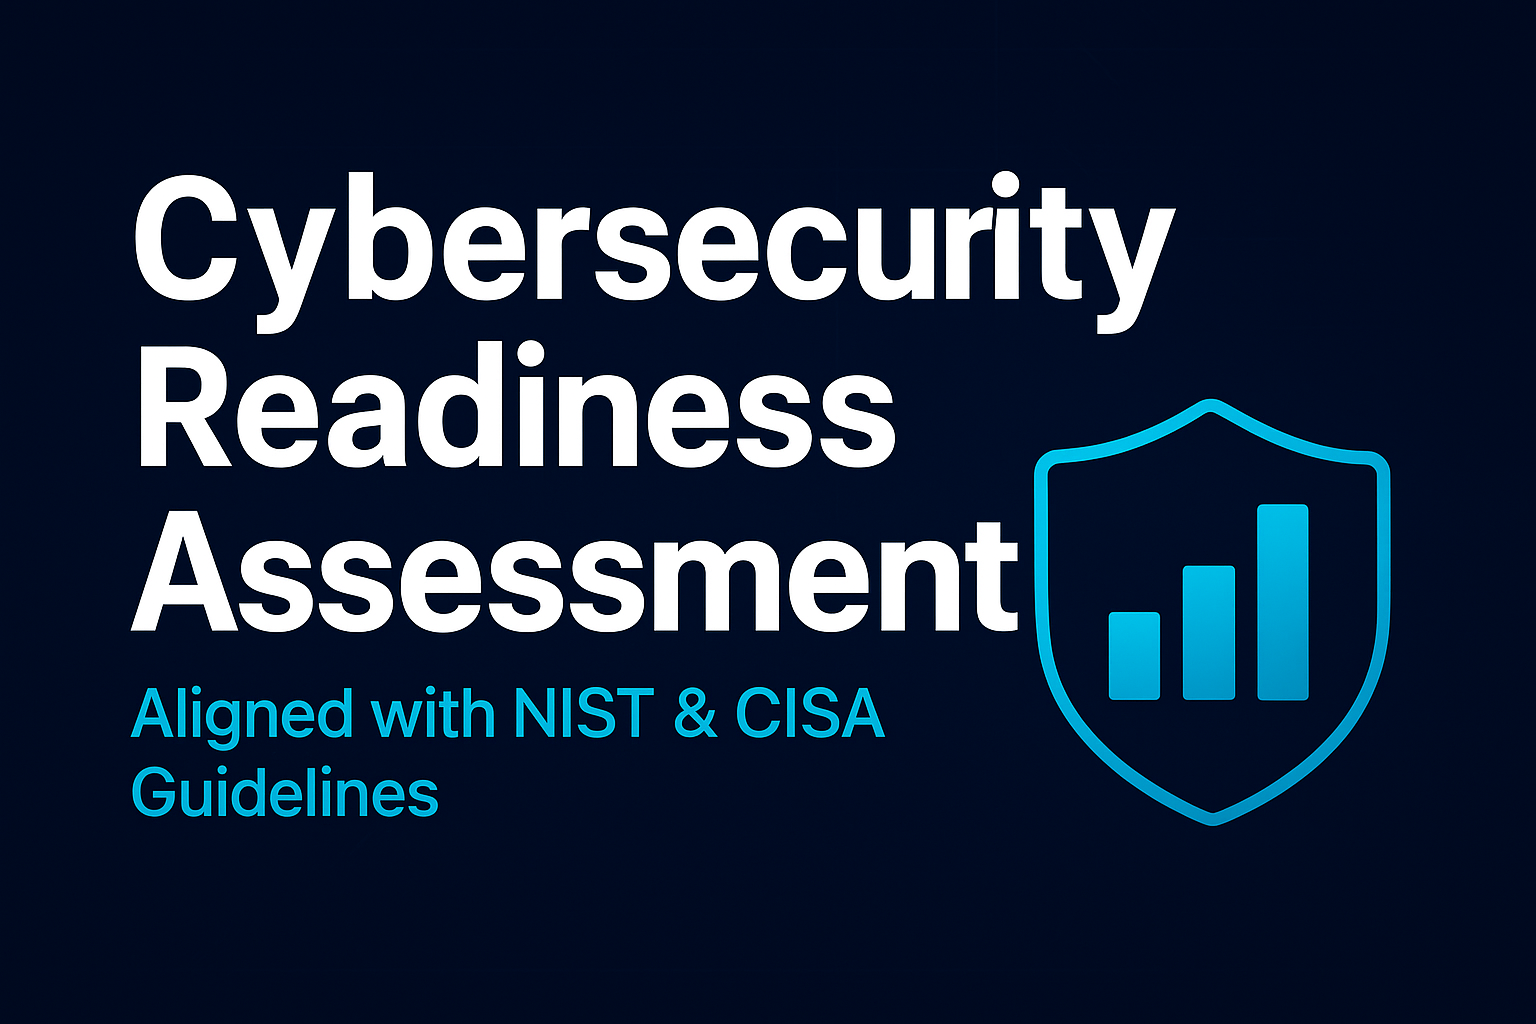 Cybersecurity
Readiness
Assessment
Aligned with NIST & CISA
Guidelines